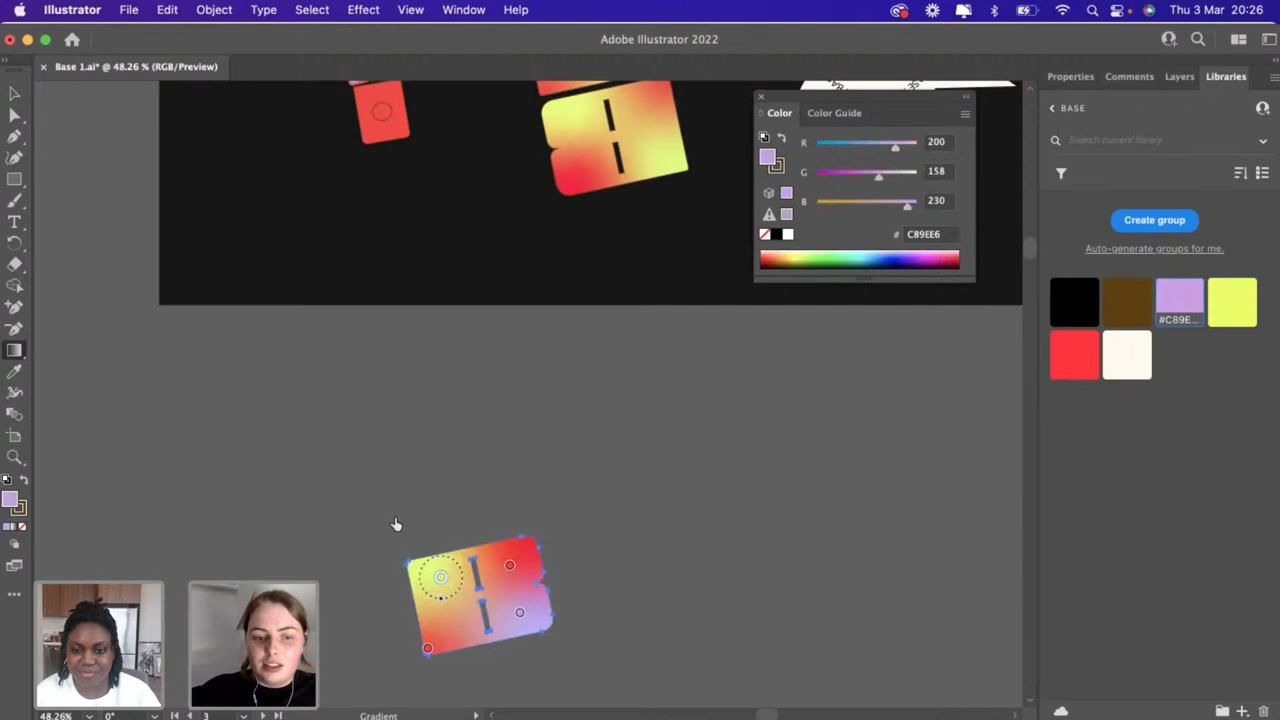 Illustrator File Edit Object Type Select Effect View Window Help Thu 3 Mar 20:26
Adobe Illustrator 2022
Base 1.ai* @ 48.26 % (RGB/Preview)
Properties Comments Layers Libraries
BASE
Search current library
Create group
Auto-generate groups for me.
#C89E...
Color Color Guide
R 200
G 158
B 230
# C89EE6
48.26% 0° 3 Gradient